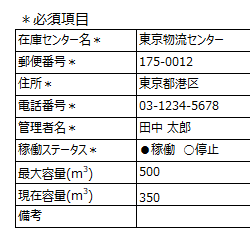 ＊必須項目
在庫センター名＊ 東京物流センター
郵便番号＊ 175-0012
住所＊ 東京都港区
電話番号＊ 03-1234-5678
管理者名＊ 田中 太郎
稼働ステータス＊ ●稼働 ○停止
最大容量(m³) 500
現在容量(m³) 350
備考